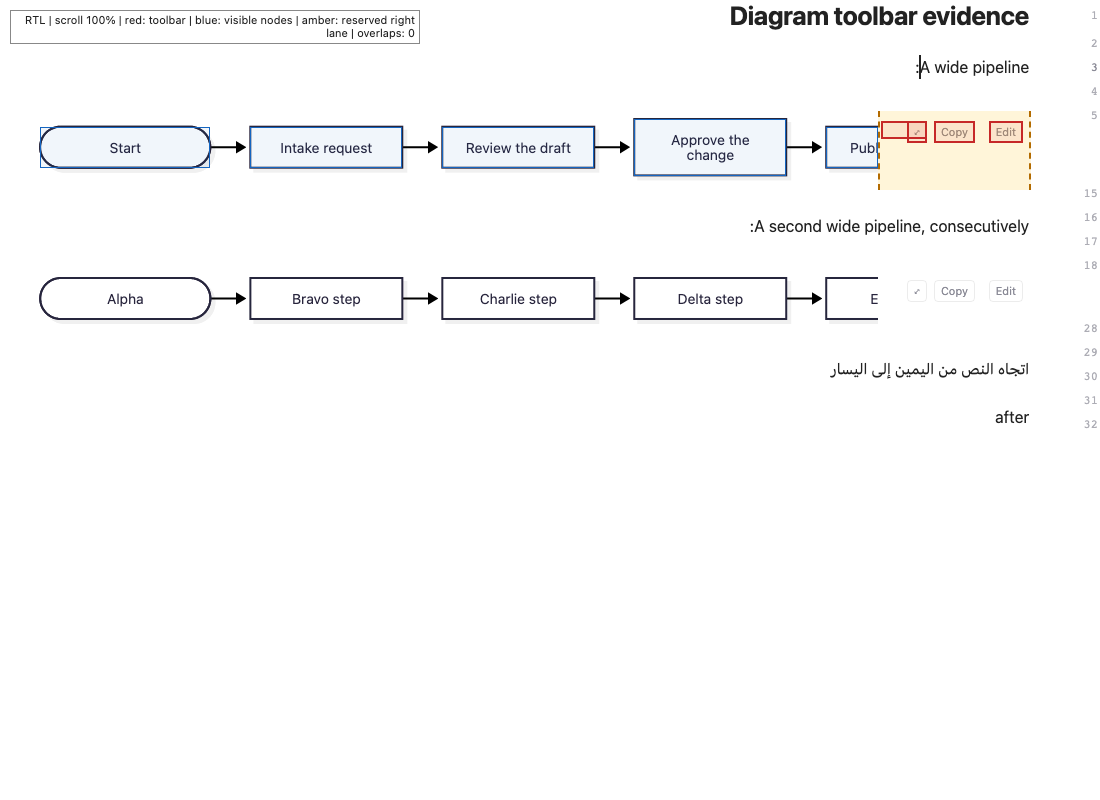 RTL | scroll 100% | red: toolbar | blue: visible nodes | amber: reserved right
lane | overlaps: 0
Diagram toolbar evidence
1
2
:A wide pipeline
3
4
5
Start
Intake request
Review the draft
Approve the
change
Pub
Copy
Edit
15
16
:A second wide pipeline, consecutively
17
18
Alpha
Bravo step
Charlie step
Delta step
E
Copy
Edit
28
29
اتجاه النص من اليمين إلى اليسار
30
31
after
32